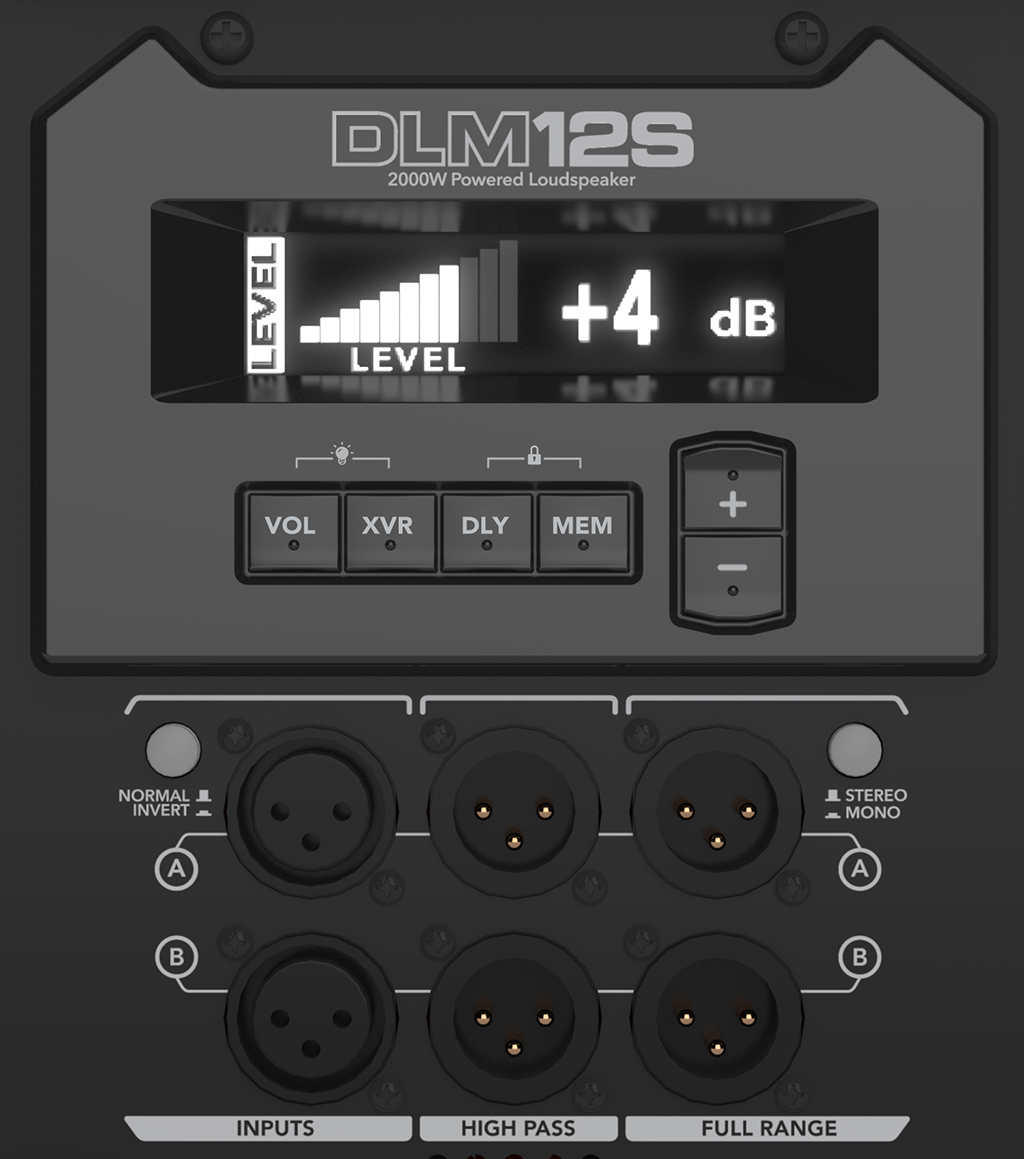 DLM12S
2000W Powered Loudspeaker
LEVEL
LEVEL
+4 dB
VOL XVR DLY MEM
+
−
NORMAL
INVERT
STEREO
MONO
A A
B B
INPUTS HIGH PASS FULL RANGE